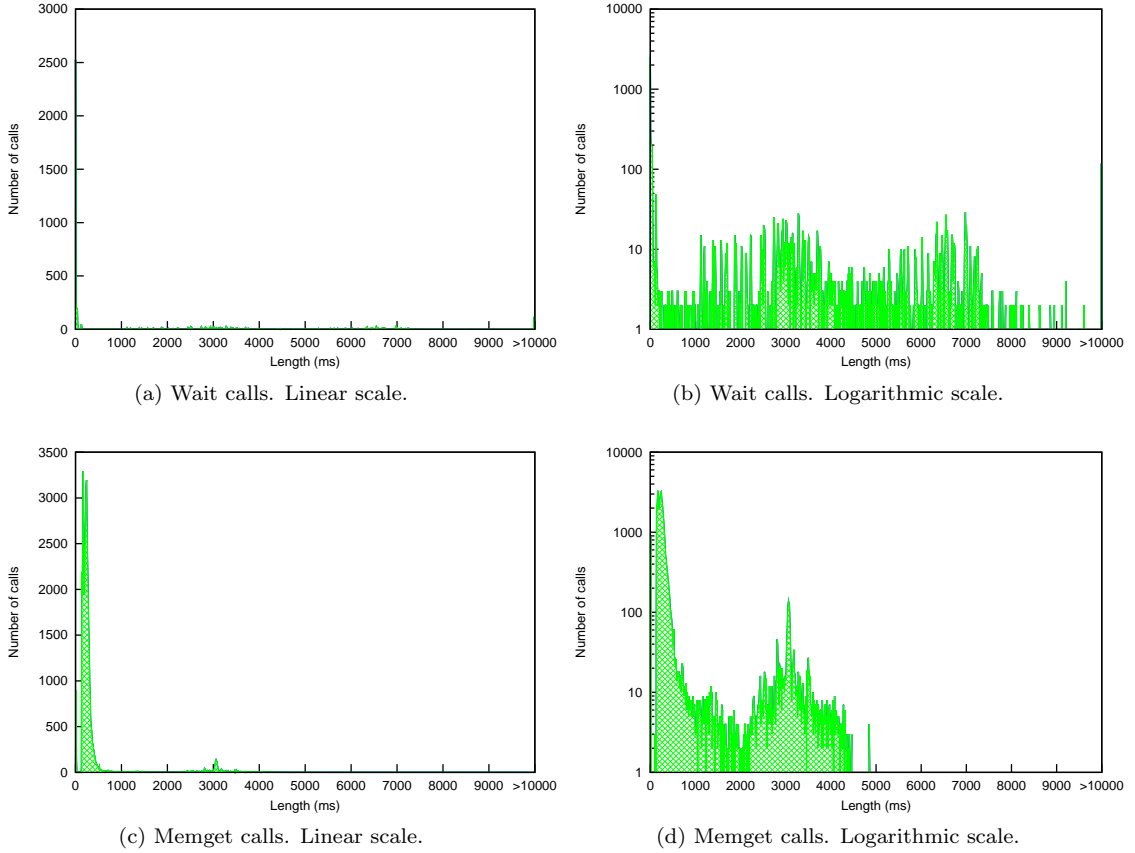 3000
2500
2000
1500
1000
500
0
Number of calls
0 1000 2000 3000 4000 5000 6000 7000 8000 9000 >10000
Length (ms)
(a) Wait calls. Linear scale.
10000
1000
100
10
1
Number of calls
0 1000 2000 3000 4000 5000 6000 7000 8000 9000 >10000
Length (ms)
(b) Wait calls. Logarithmic scale.
3500
3000
2500
2000
1500
1000
500
0
Number of calls
0 1000 2000 3000 4000 5000 6000 7000 8000 9000 >10000
Length (ms)
(c) Memget calls. Linear scale.
10000
1000
100
10
1
Number of calls
0 1000 2000 3000 4000 5000 6000 7000 8000 9000 >10000
Length (ms)
(d) Memget calls. Logarithmic scale.